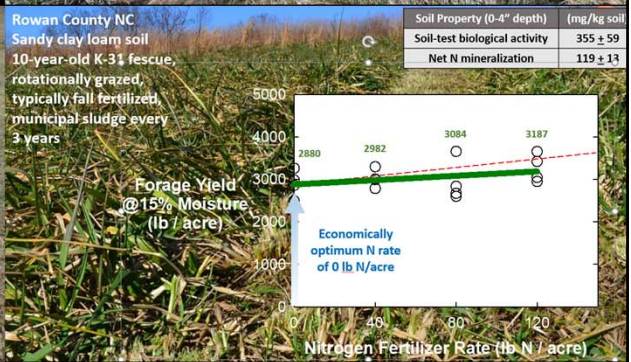 Rowan County NC
Sandy clay loam soil
10-year-old K-31 fescue,
rotationally grazed,
typically fall fertilized,
municipal sludge every
3 years
Soil Property (0-4" depth) (mg/kg soil)
Soil-test biological activity 355 ± 59
Net N mineralization 119 ± 13
5000
4000
3000
2000
1000
0
2880
2982
3084
3187
Forage Yield
@15% Moisture
(lb / acre)
Economically
optimum N rate
of 0 lb N/acre
0 40 80 120
Nitrogen Fertilizer Rate (lb N / acre)